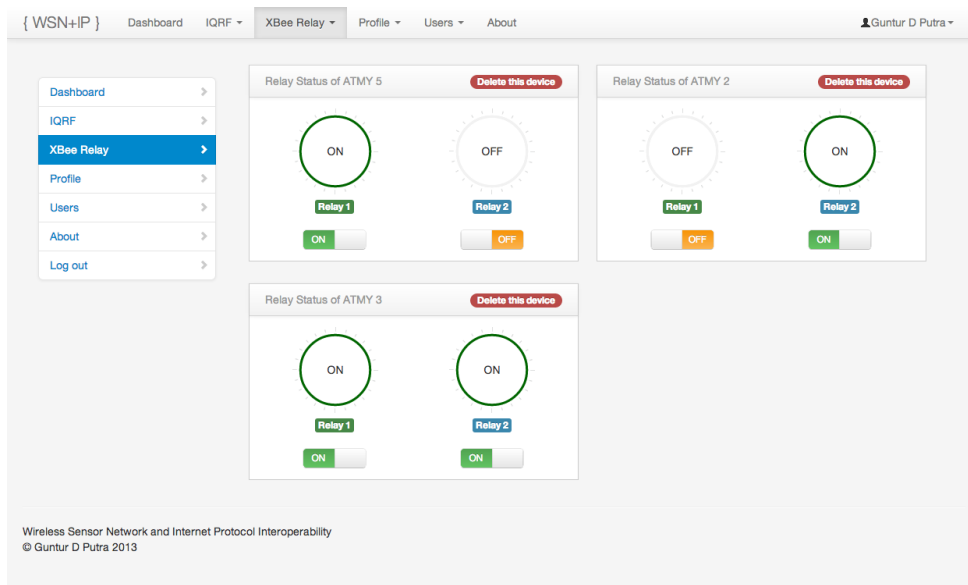 { WSN+IP } Dashboard IQRF XBee Relay Profile Users About Guntur D Putra
Dashboard
IQRF
XBee Relay
Profile
Users
About
Log out
Relay Status of ATMY 5 Delete this device
ON OFF
Relay 1 Relay 2
ON OFF
Relay Status of ATMY 2 Delete this device
OFF ON
Relay 1 Relay 2
OFF ON
Relay Status of ATMY 3 Delete this device
ON ON
Relay 1 Relay 2
ON ON
Wireless Sensor Network and Internet Protocol Interoperability
© Guntur D Putra 2013